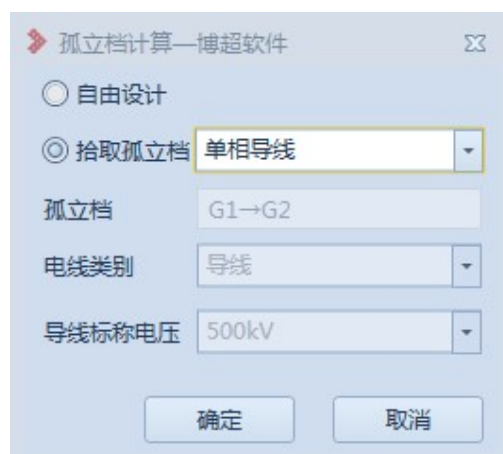 孤立档计算—博超软件
自由设计
拾取孤立档 单相导线
孤立档 G1→G2
电线类别 导线
导线标称电压 500kV
确定 取消